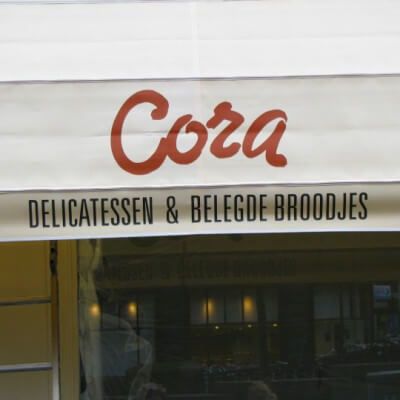 Cora
DELICATESSEN & BELEGDE BROODJES